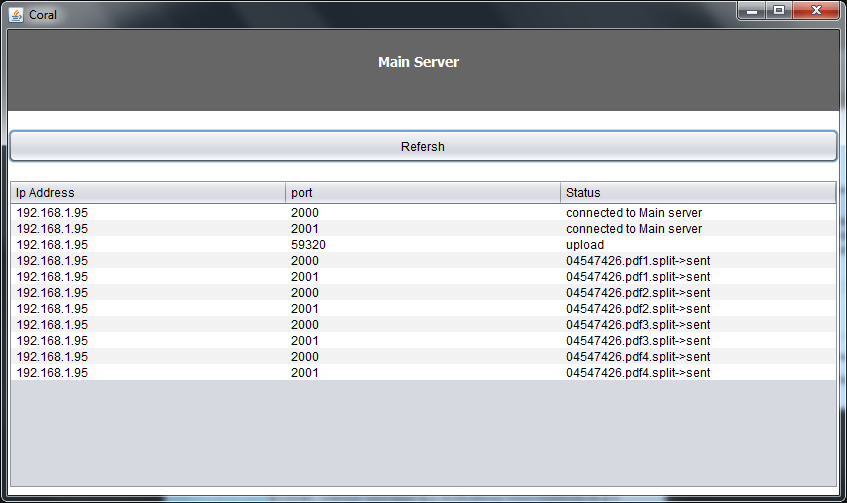 Coral
Main Server
Refersh
Ip Address port Status
192.168.1.95 2000 connected to Main server
192.168.1.95 2001 connected to Main server
192.168.1.95 59320 upload
192.168.1.95 2000 04547426.pdf1.split->sent
192.168.1.95 2001 04547426.pdf1.split->sent
192.168.1.95 2000 04547426.pdf2.split->sent
192.168.1.95 2001 04547426.pdf2.split->sent
192.168.1.95 2000 04547426.pdf3.split->sent
192.168.1.95 2001 04547426.pdf3.split->sent
192.168.1.95 2000 04547426.pdf4.split->sent
192.168.1.95 2001 04547426.pdf4.split->sent